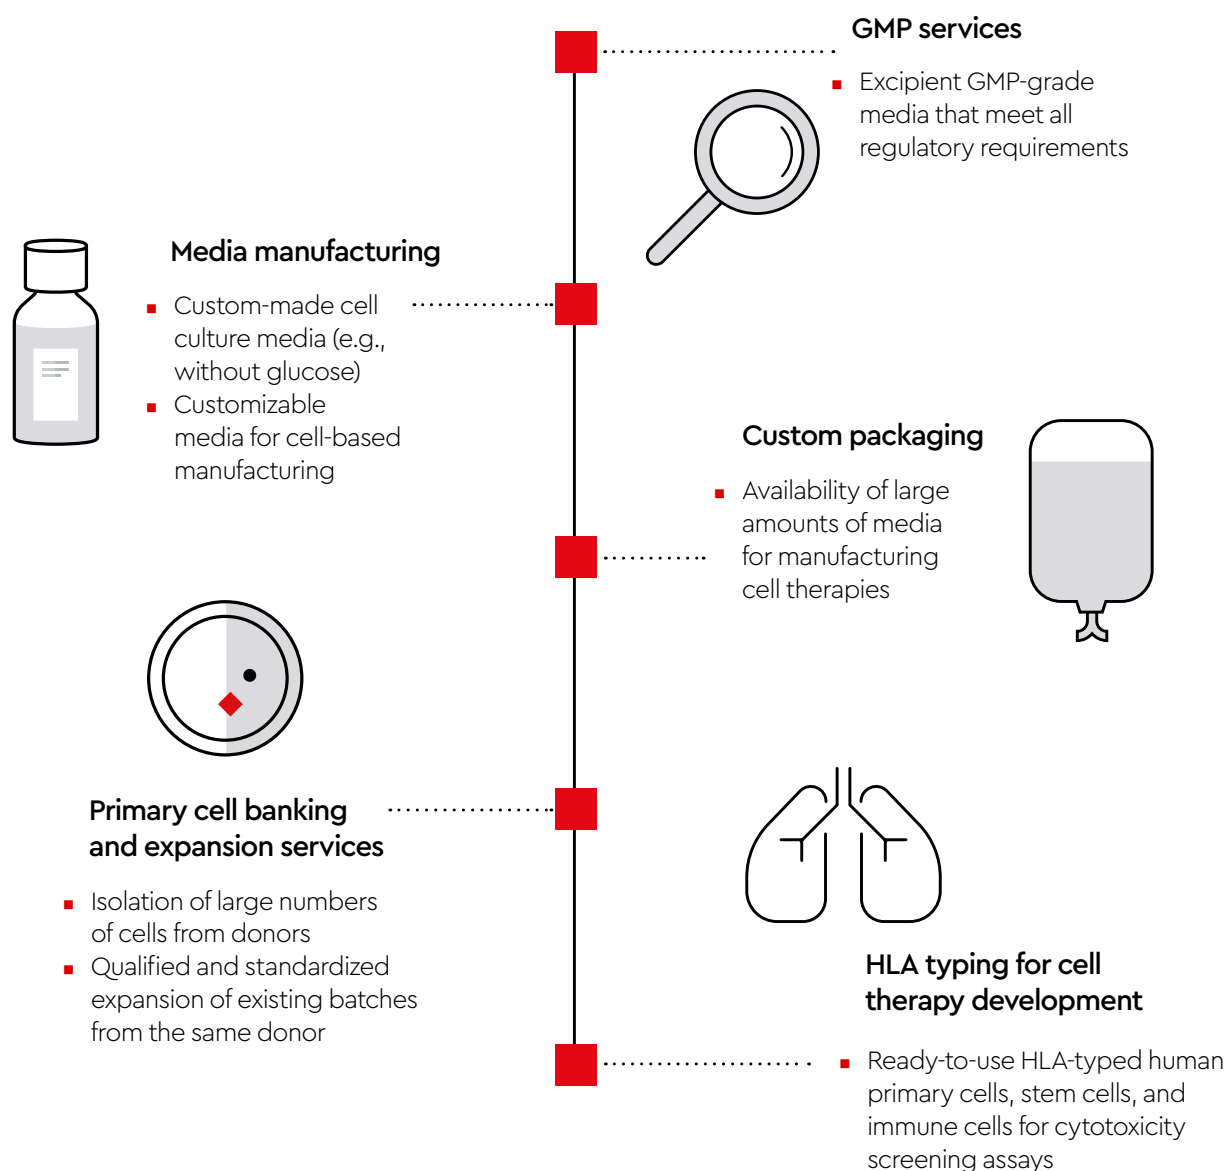 GMP services
Excipient GMP-grade
media that meet all
regulatory requirements
Media manufacturing
Custom-made cell
culture media (e.g.,
without glucose)
Customizable
media for cell-based
manufacturing
Custom packaging
Availability of large
amounts of media
for manufacturing
cell therapies
Primary cell banking
and expansion services
Isolation of large numbers
of cells from donors
Qualified and standardized
expansion of existing batches
from the same donor
HLA typing for cell
therapy development
Ready-to-use HLA-typed human
primary cells, stem cells, and
immune cells for cytotoxicity
screening assays